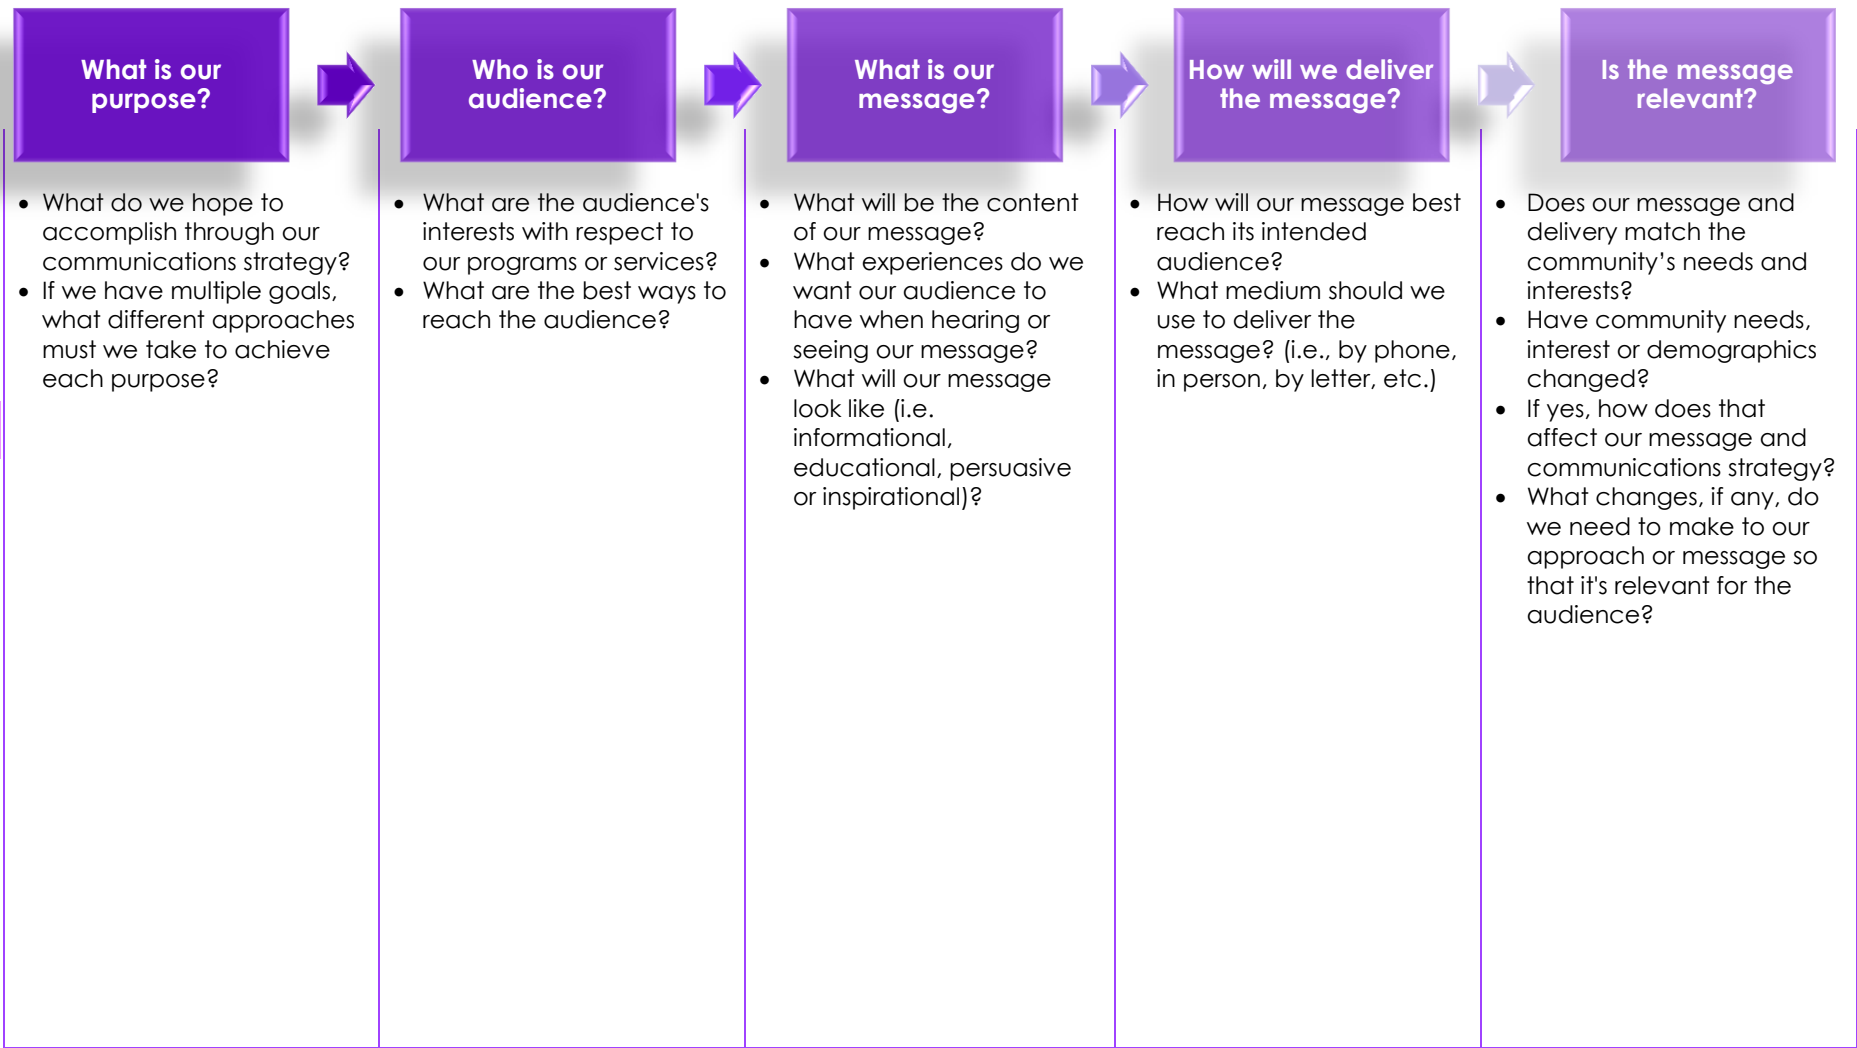 What is our
purpose?
Who is our
audience?
What is our
message?
How will we deliver
the message?
Is the message
relevant?
• What do we hope to
accomplish through our
communications strategy?
• If we have multiple goals,
what different approaches
must we take to achieve
each purpose?
• What are the audience's
interests with respect to
our programs or services?
• What are the best ways to
reach the audience?
• What will be the content
of our message?
• What experiences do we
want our audience to
have when hearing or
seeing our message?
• What will our message
look like (i.e.
informational,
educational, persuasive
or inspirational)?
• How will our message best
reach its intended
audience?
• What medium should we
use to deliver the
message? (i.e., by phone,
in person, by letter, etc.)
• Does our message and
delivery match the
community’s needs and
interests?
• Have community needs,
interest or demographics
changed?
• If yes, how does that
affect our message and
communications strategy?
• What changes, if any, do
we need to make to our
approach or message so
that it's relevant for the
audience?